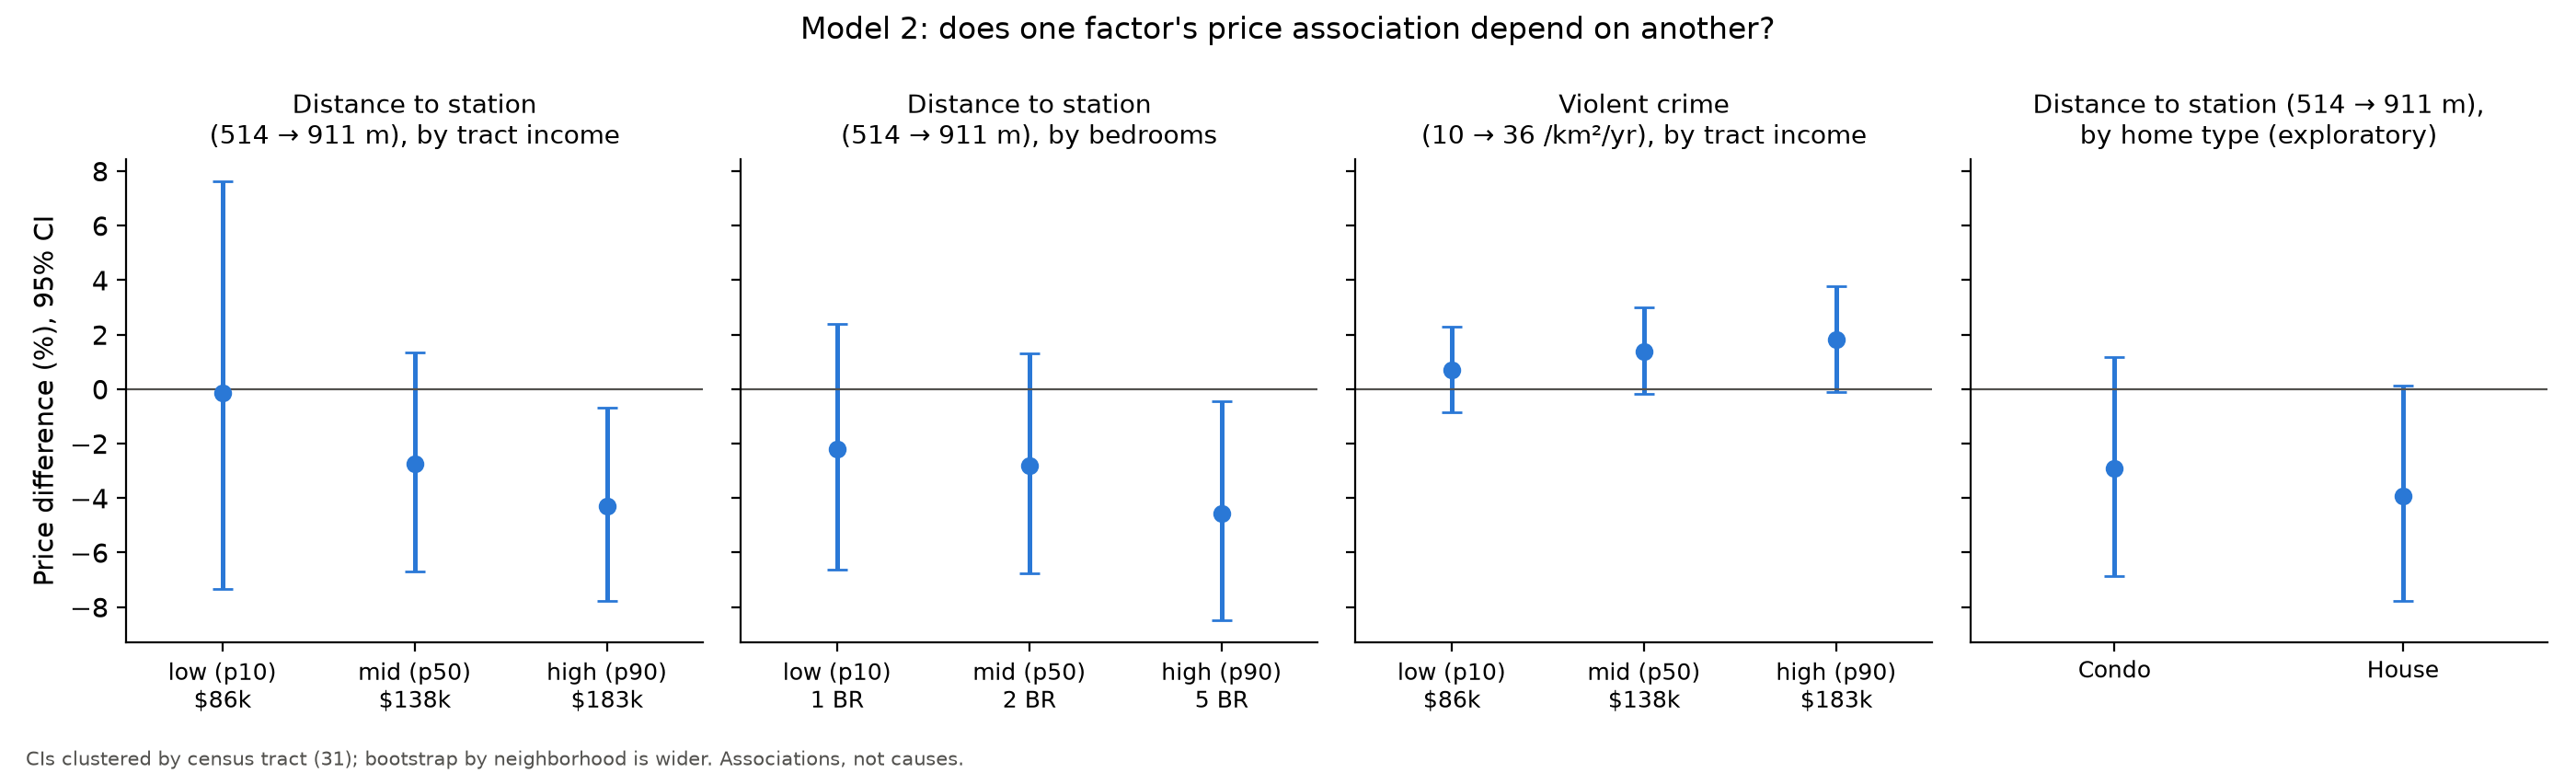 Model 2: does one factor's price association depend on another?
Distance to station
(514 → 911 m), by tract income
Distance to station
(514 → 911 m), by bedrooms
Violent crime
(10 → 36 /km²/yr), by tract income
Distance to station (514 → 911 m),
by home type (exploratory)
Price difference (%), 95% CI
8
6
4
2
0
−2
−4
−6
−8
low (p10)
$86k
mid (p50)
$138k
high (p90)
$183k
low (p10)
1 BR
mid (p50)
2 BR
high (p90)
5 BR
low (p10)
$86k
mid (p50)
$138k
high (p90)
$183k
Condo
House
CIs clustered by census tract (31); bootstrap by neighborhood is wider. Associations, not causes.